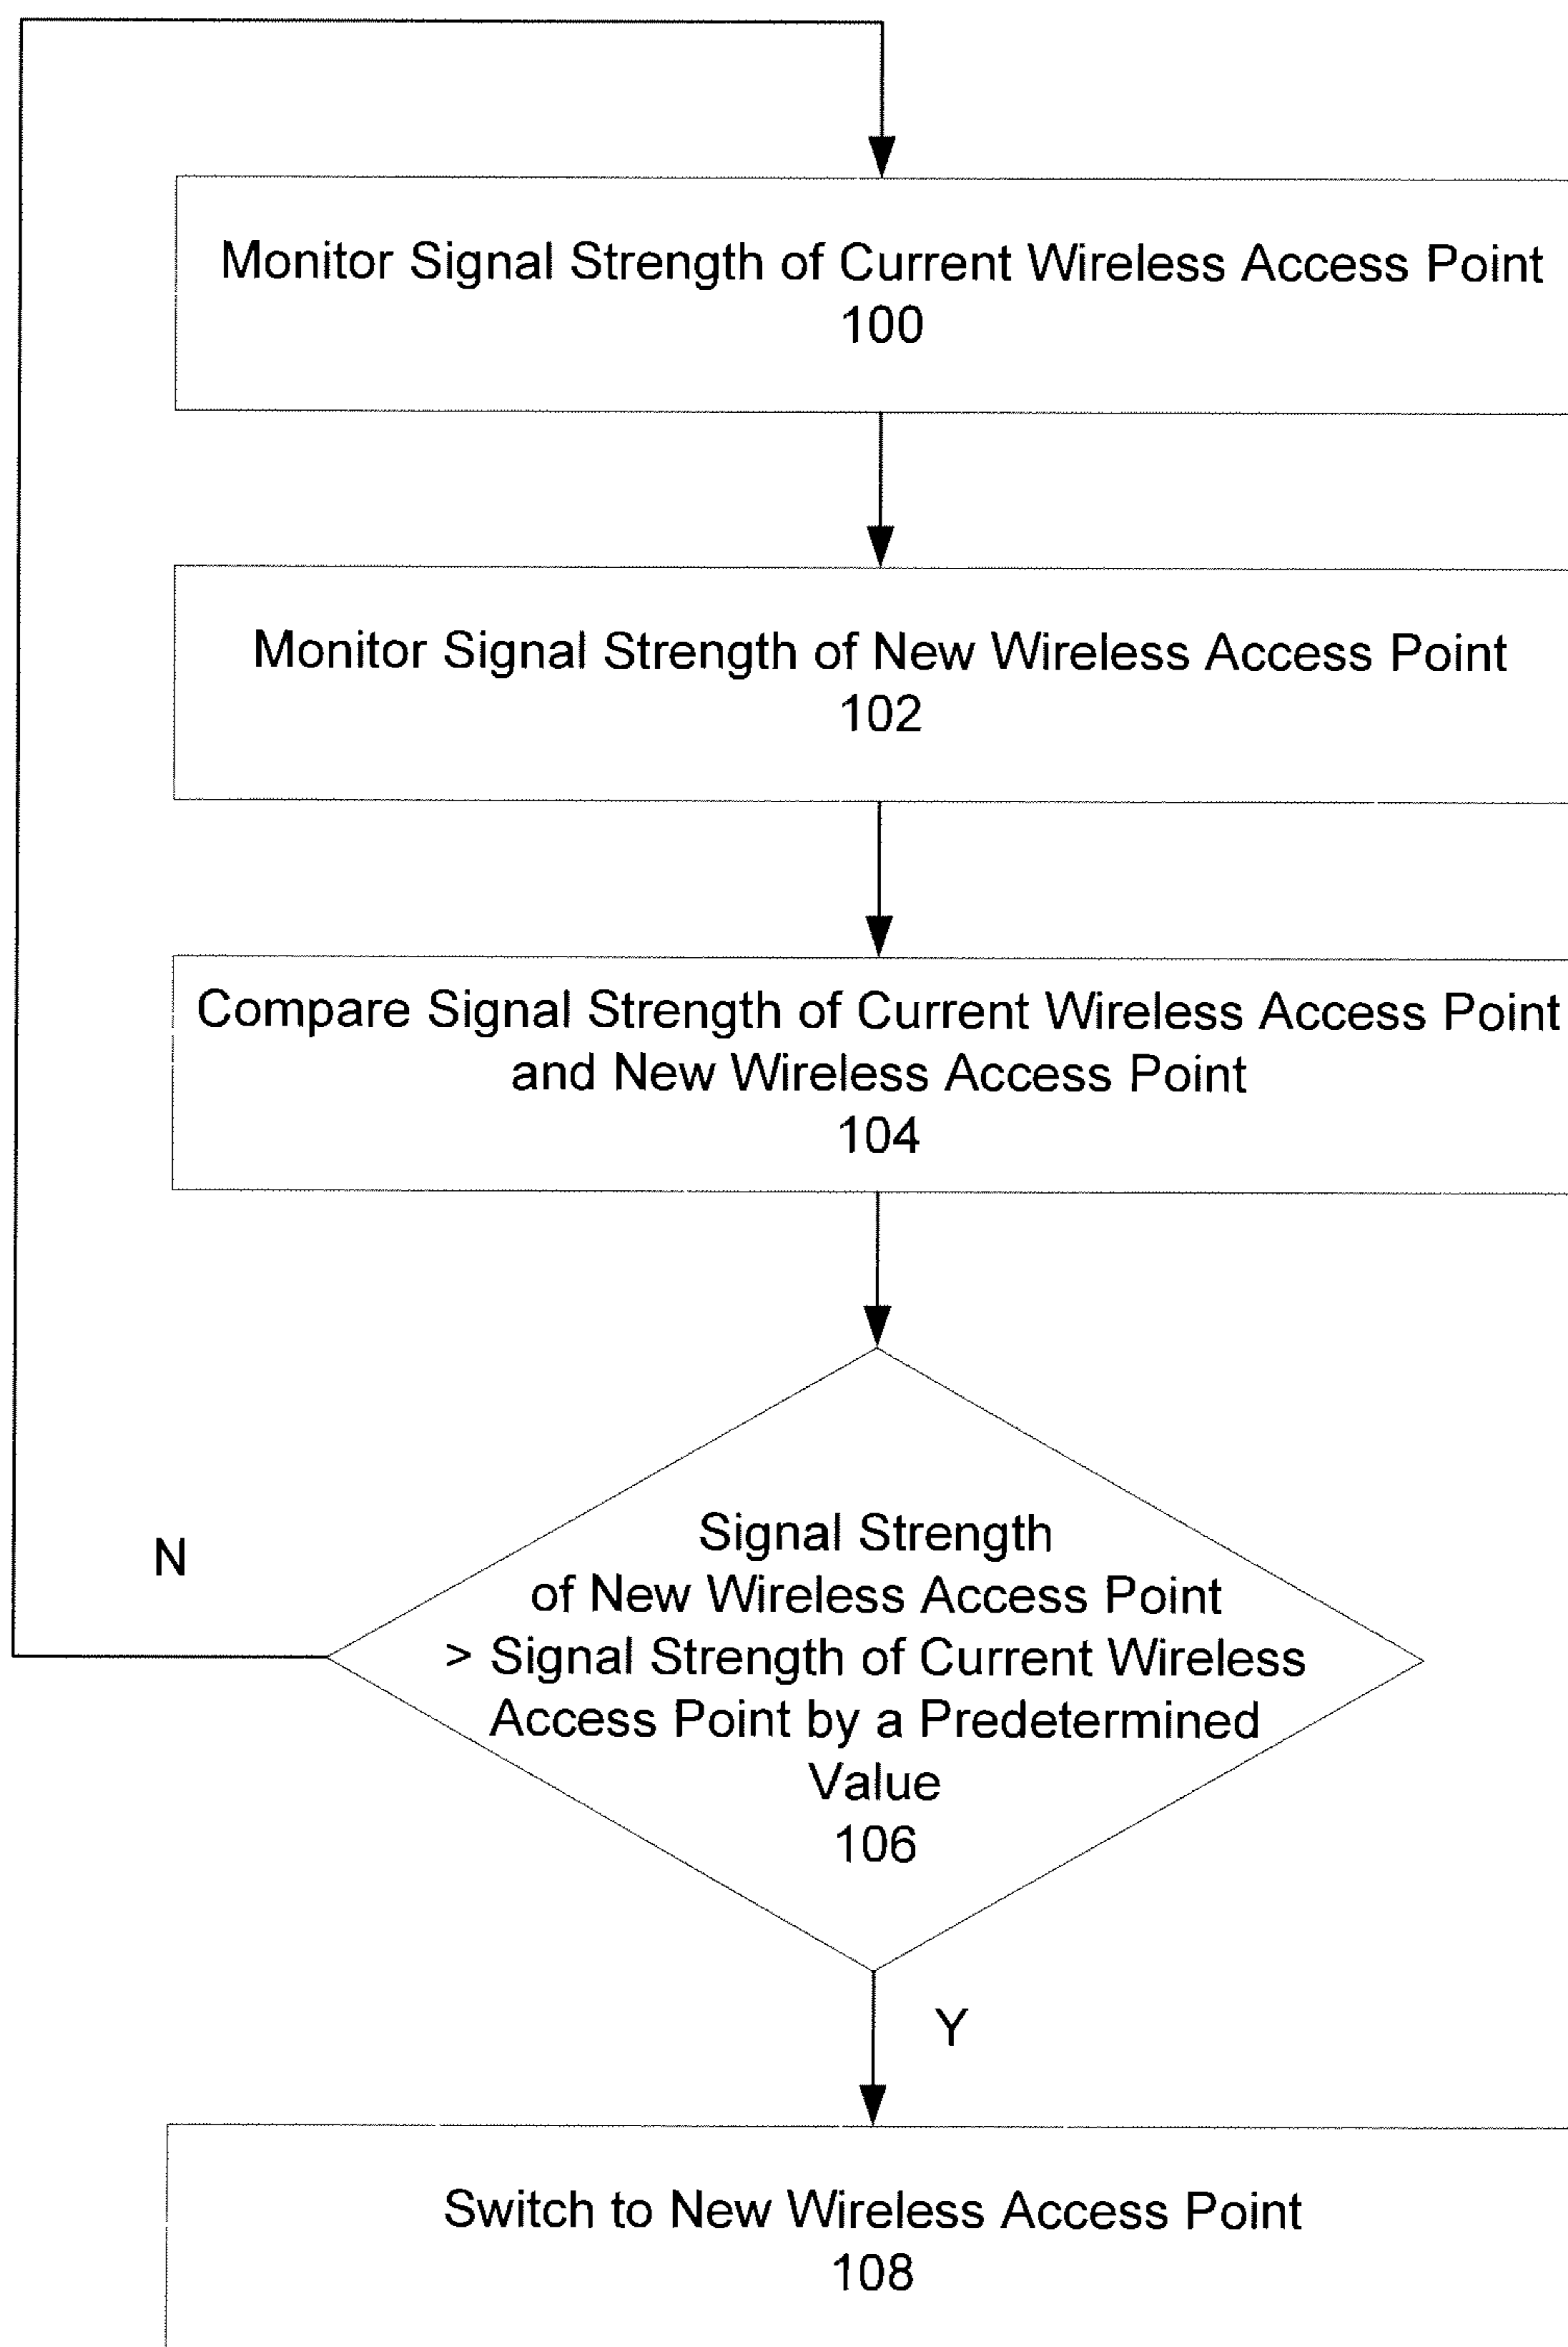 Monitor Signal Strength of Current Wireless Access Point
100
Monitor Signal Strength of New Wireless Access Point
102
Compare Signal Strength of Current Wireless Access Point
and New Wireless Access Point
104
N
Signal Strength
of New Wireless Access Point
> Signal Strength of Current Wireless
Access Point by a Predetermined
Value
106
Y
Switch to New Wireless Access Point
108